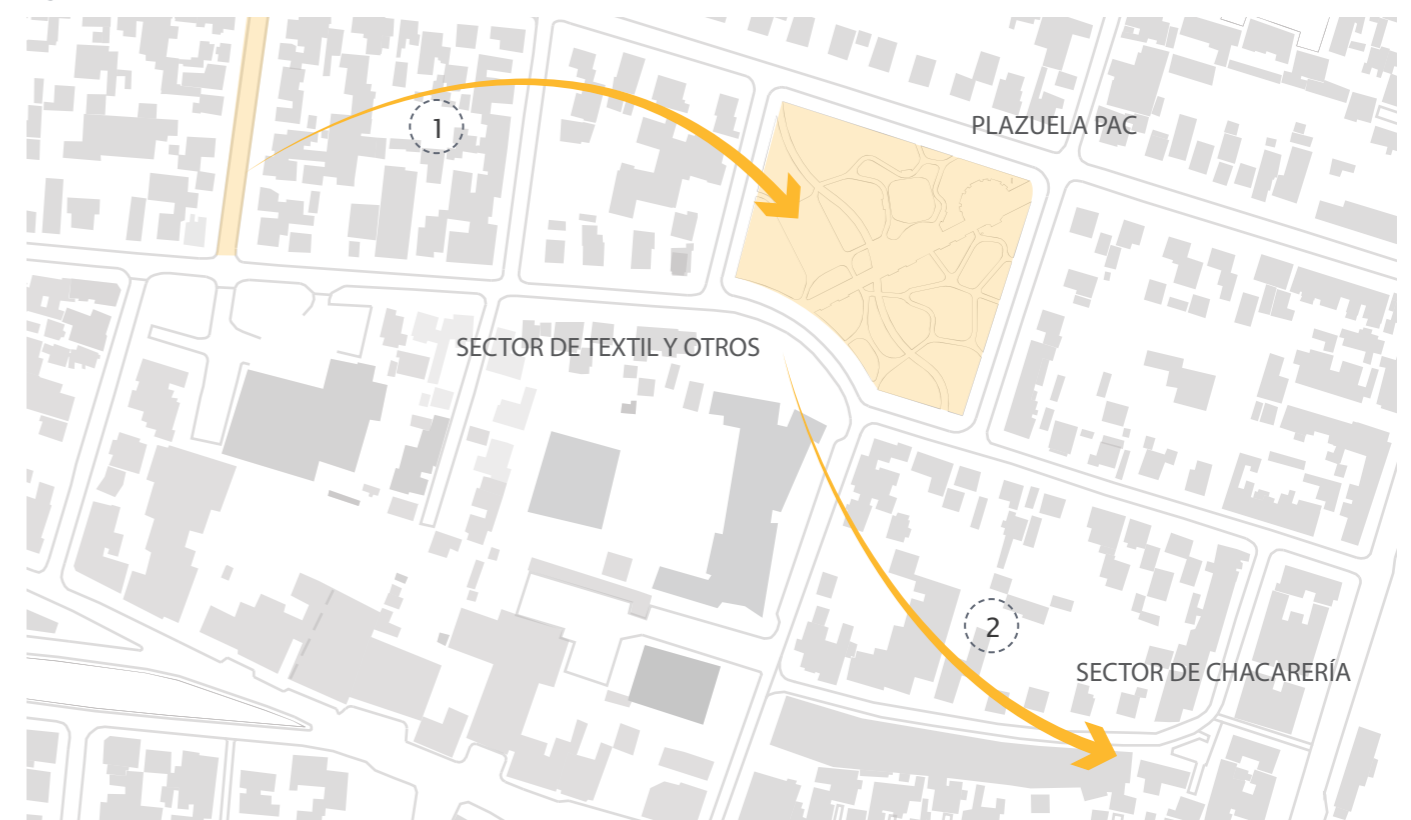 1
PLAZUELA PAC
SECTOR DE TEXTIL Y OTROS
2
SECTOR DE CHACARERÍA